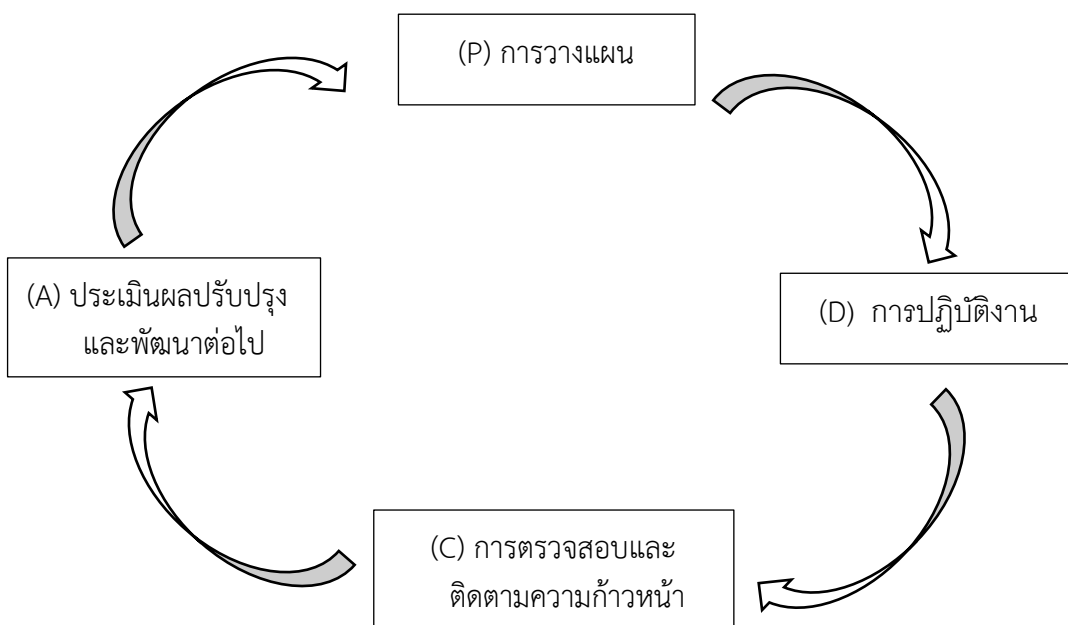 (P) การวางแผน
(D) การปฏิบัติงาน
(C) การตรวจสอบและ
ติดตามความก้าวหน้า
(A) ประเมินผลปรับปรุง
และพัฒนาต่อไป